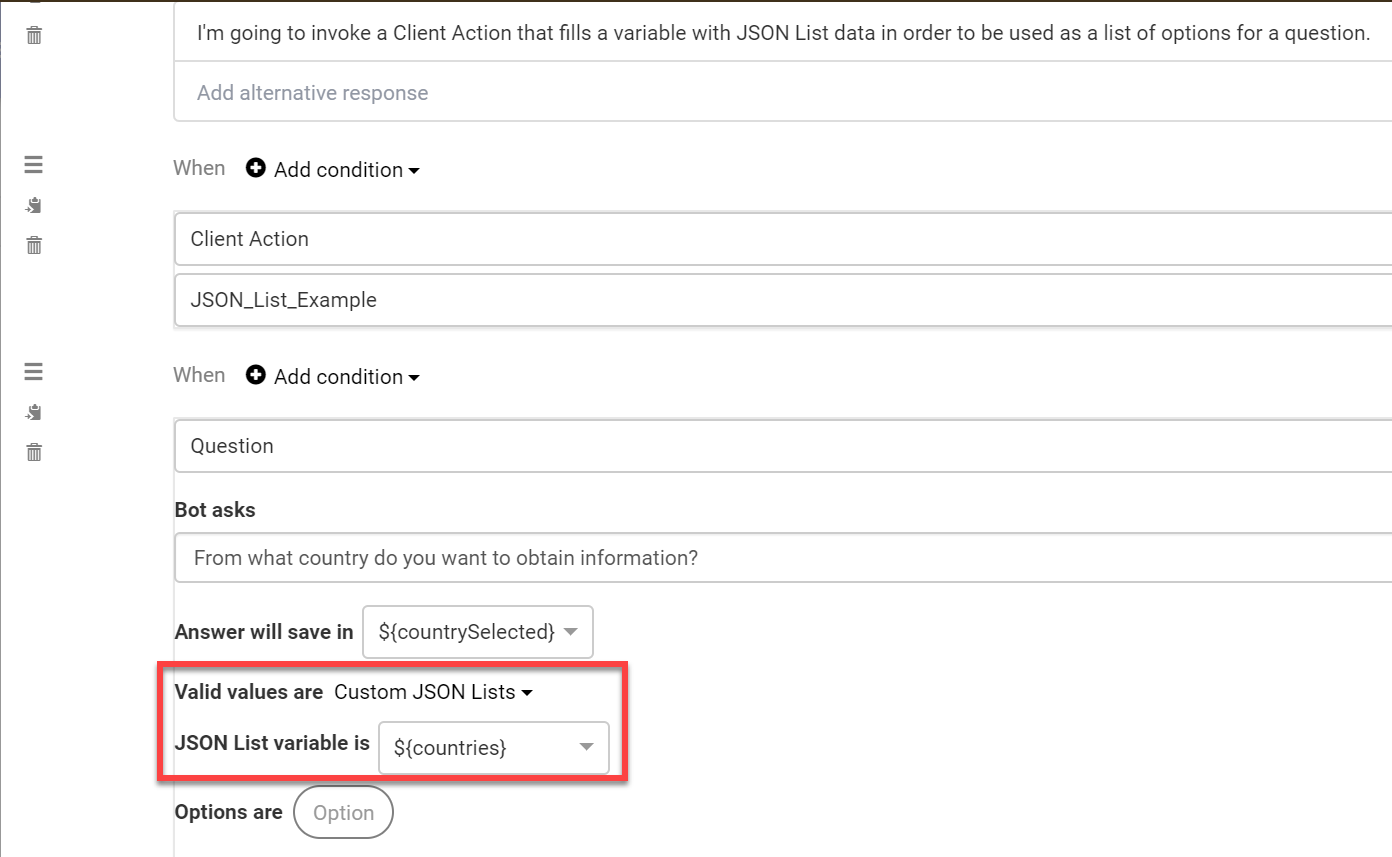 I'm going to invoke a Client Action that fills a variable with JSON List data in order to be used as a list of options for a question.
Add alternative response
When Add condition
Client Action
JSON_List_Example
When Add condition
Question
Bot asks
From what country do you want to obtain information?
Answer will save in ${countrySelected}
Valid values are Custom JSON Lists
JSON List variable is ${countries}
Options are Option